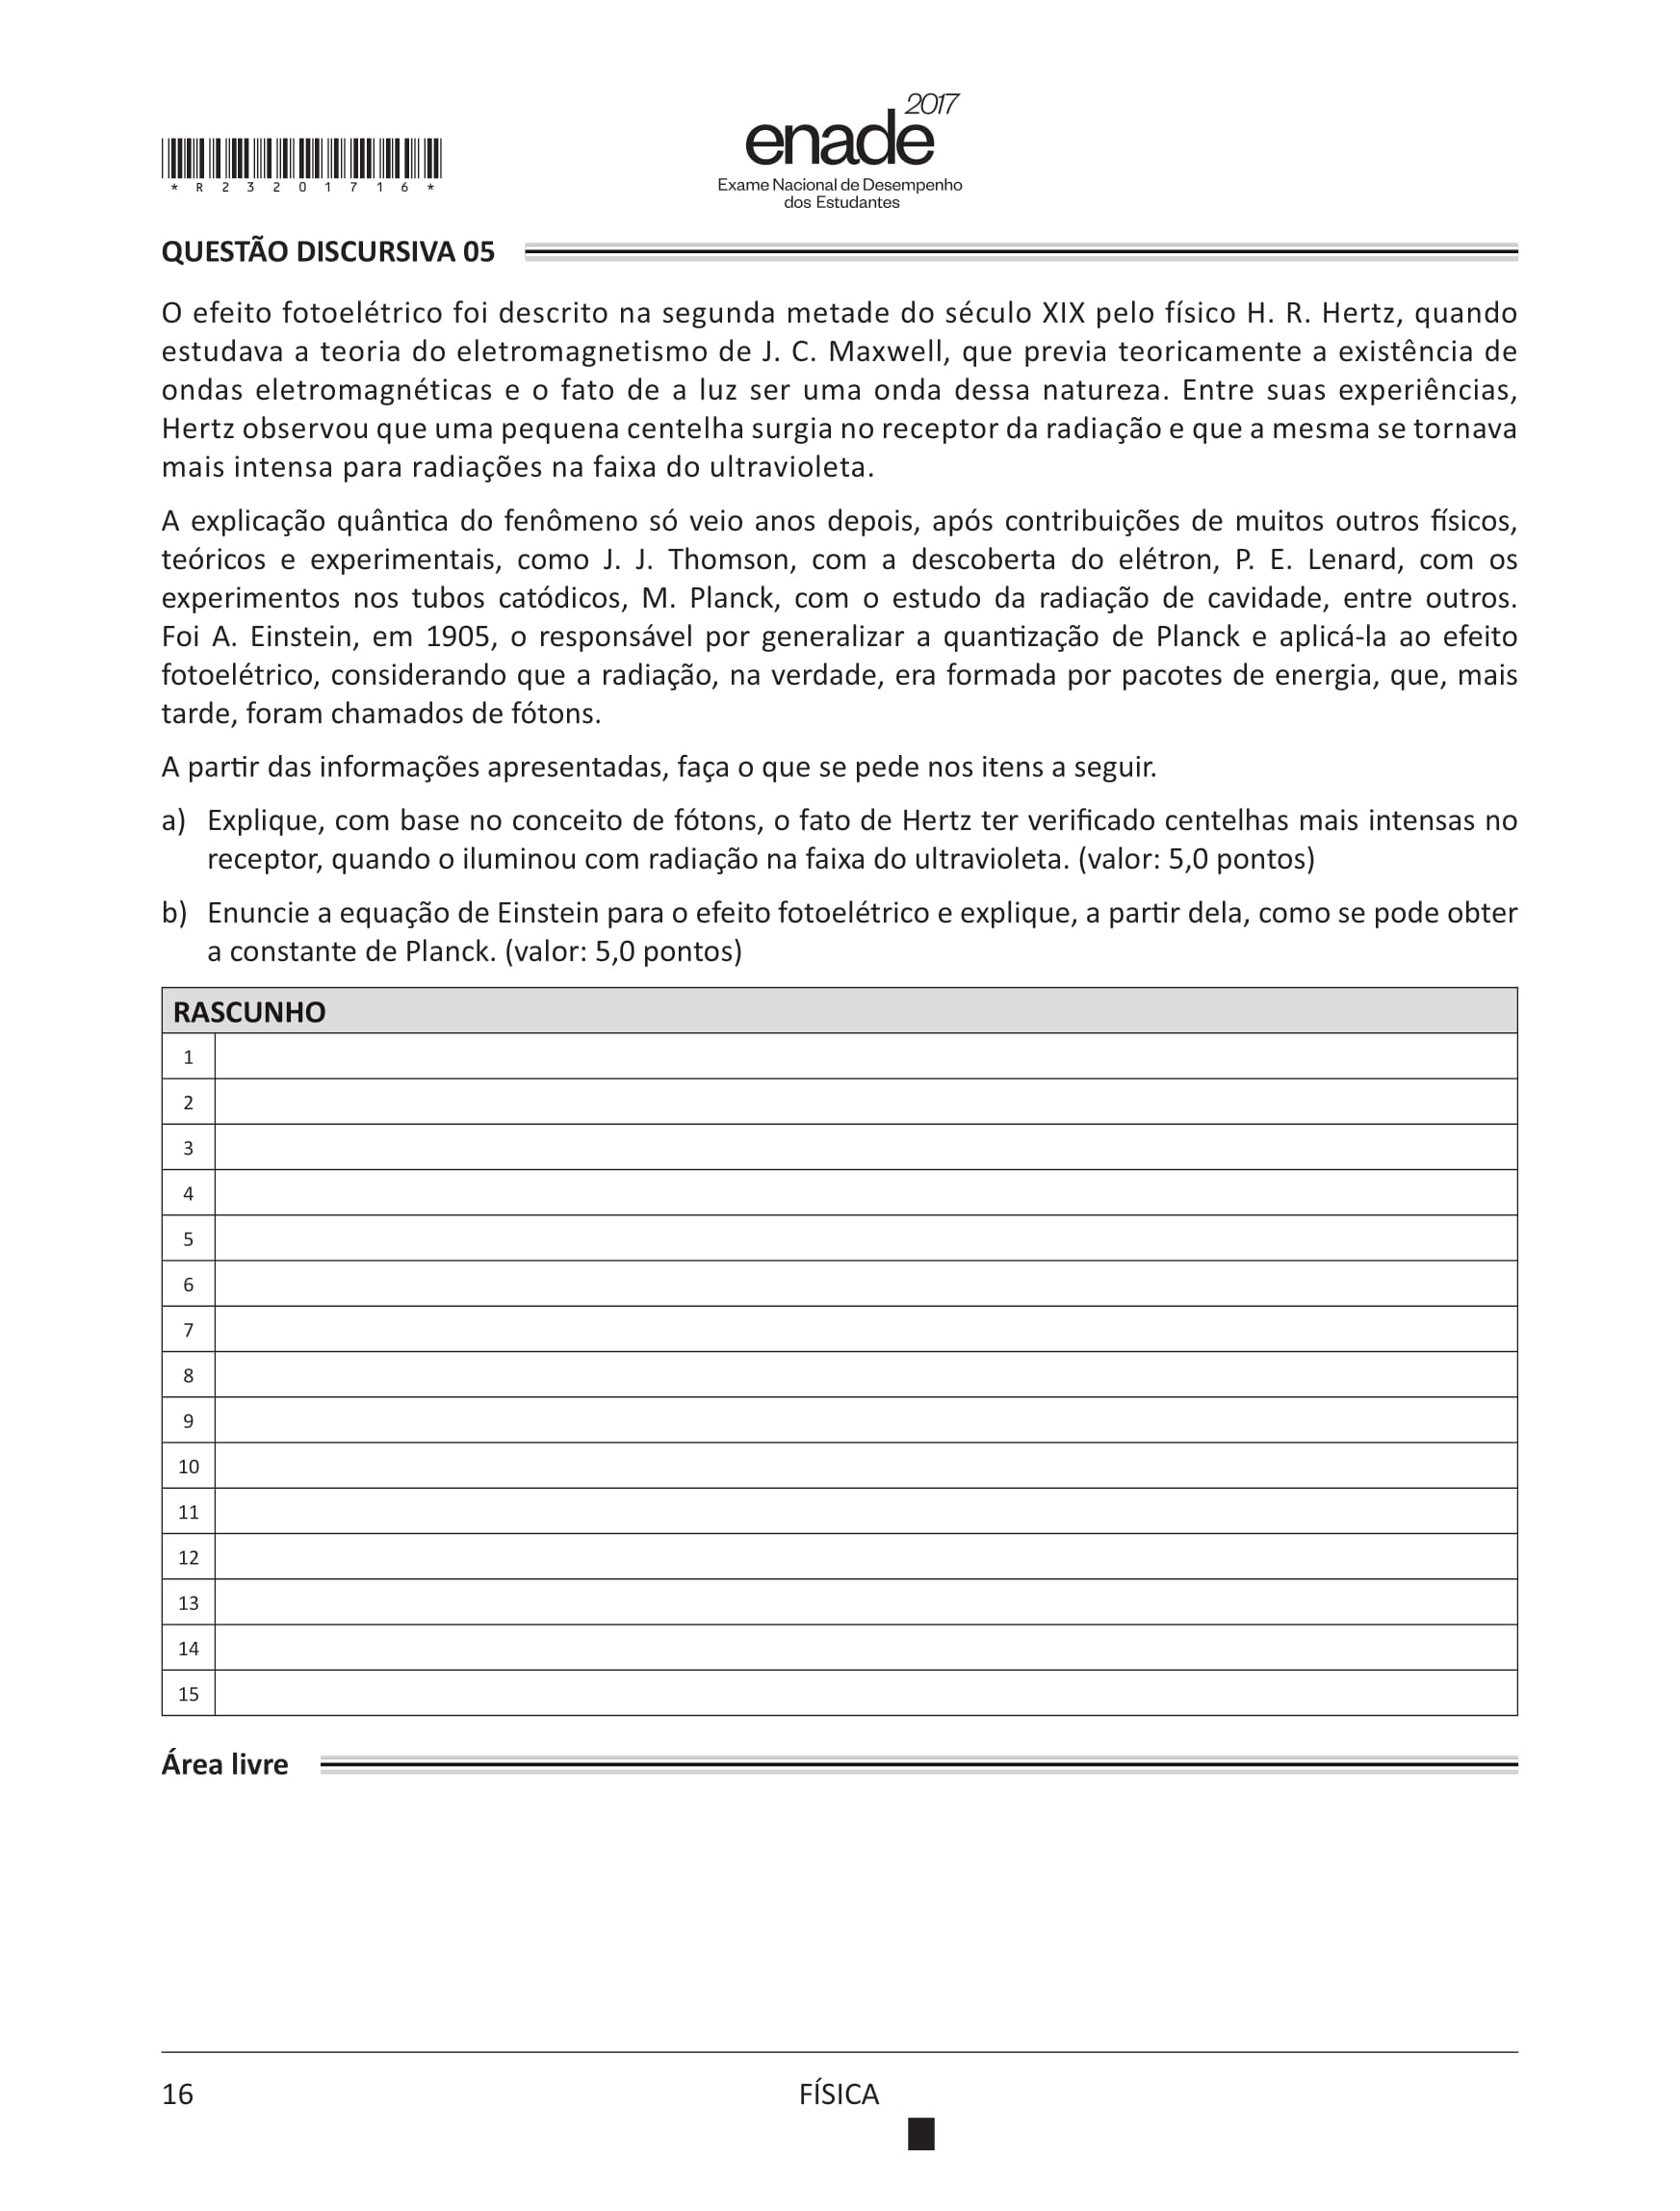 2017
enade
Exame Nacional de Desempenho
dos Estudantes
* R 2 3 2 0 1 7 1 6 *
QUESTÃO DISCURSIVA 05
O efeito fotoelétrico foi descrito na segunda metade do século XIX pelo físico H. R. Hertz, quando
estudava a teoria do eletromagnetismo de J. C. Maxwell, que previa teoricamente a existência de
ondas eletromagnéticas e o fato de a luz ser uma onda dessa natureza. Entre suas experiências,
Hertz observou que uma pequena centelha surgia no receptor da radiação e que a mesma se tornava
mais intensa para radiações na faixa do ultravioleta.
A explicação quântica do fenômeno só veio anos depois, após contribuições de muitos outros físicos,
teóricos e experimentais, como J. J. Thomson, com a descoberta do elétron, P. E. Lenard, com os
experimentos nos tubos catódicos, M. Planck, com o estudo da radiação de cavidade, entre outros.
Foi A. Einstein, em 1905, o responsável por generalizar a quantização de Planck e aplicá-la ao efeito
fotoelétrico, considerando que a radiação, na verdade, era formada por pacotes de energia, que, mais
tarde, foram chamados de fótons.
A partir das informações apresentadas, faça o que se pede nos itens a seguir.
a) Explique, com base no conceito de fótons, o fato de Hertz ter verificado centelhas mais intensas no
receptor, quando o iluminou com radiação na faixa do ultravioleta. (valor: 5,0 pontos)
b) Enuncie a equação de Einstein para o efeito fotoelétrico e explique, a partir dela, como se pode obter
a constante de Planck. (valor: 5,0 pontos)
RASCUNHO
1
2
3
4
5
6
7
8
9
10
11
12
13
14
15
Área livre
16
FÍSICA